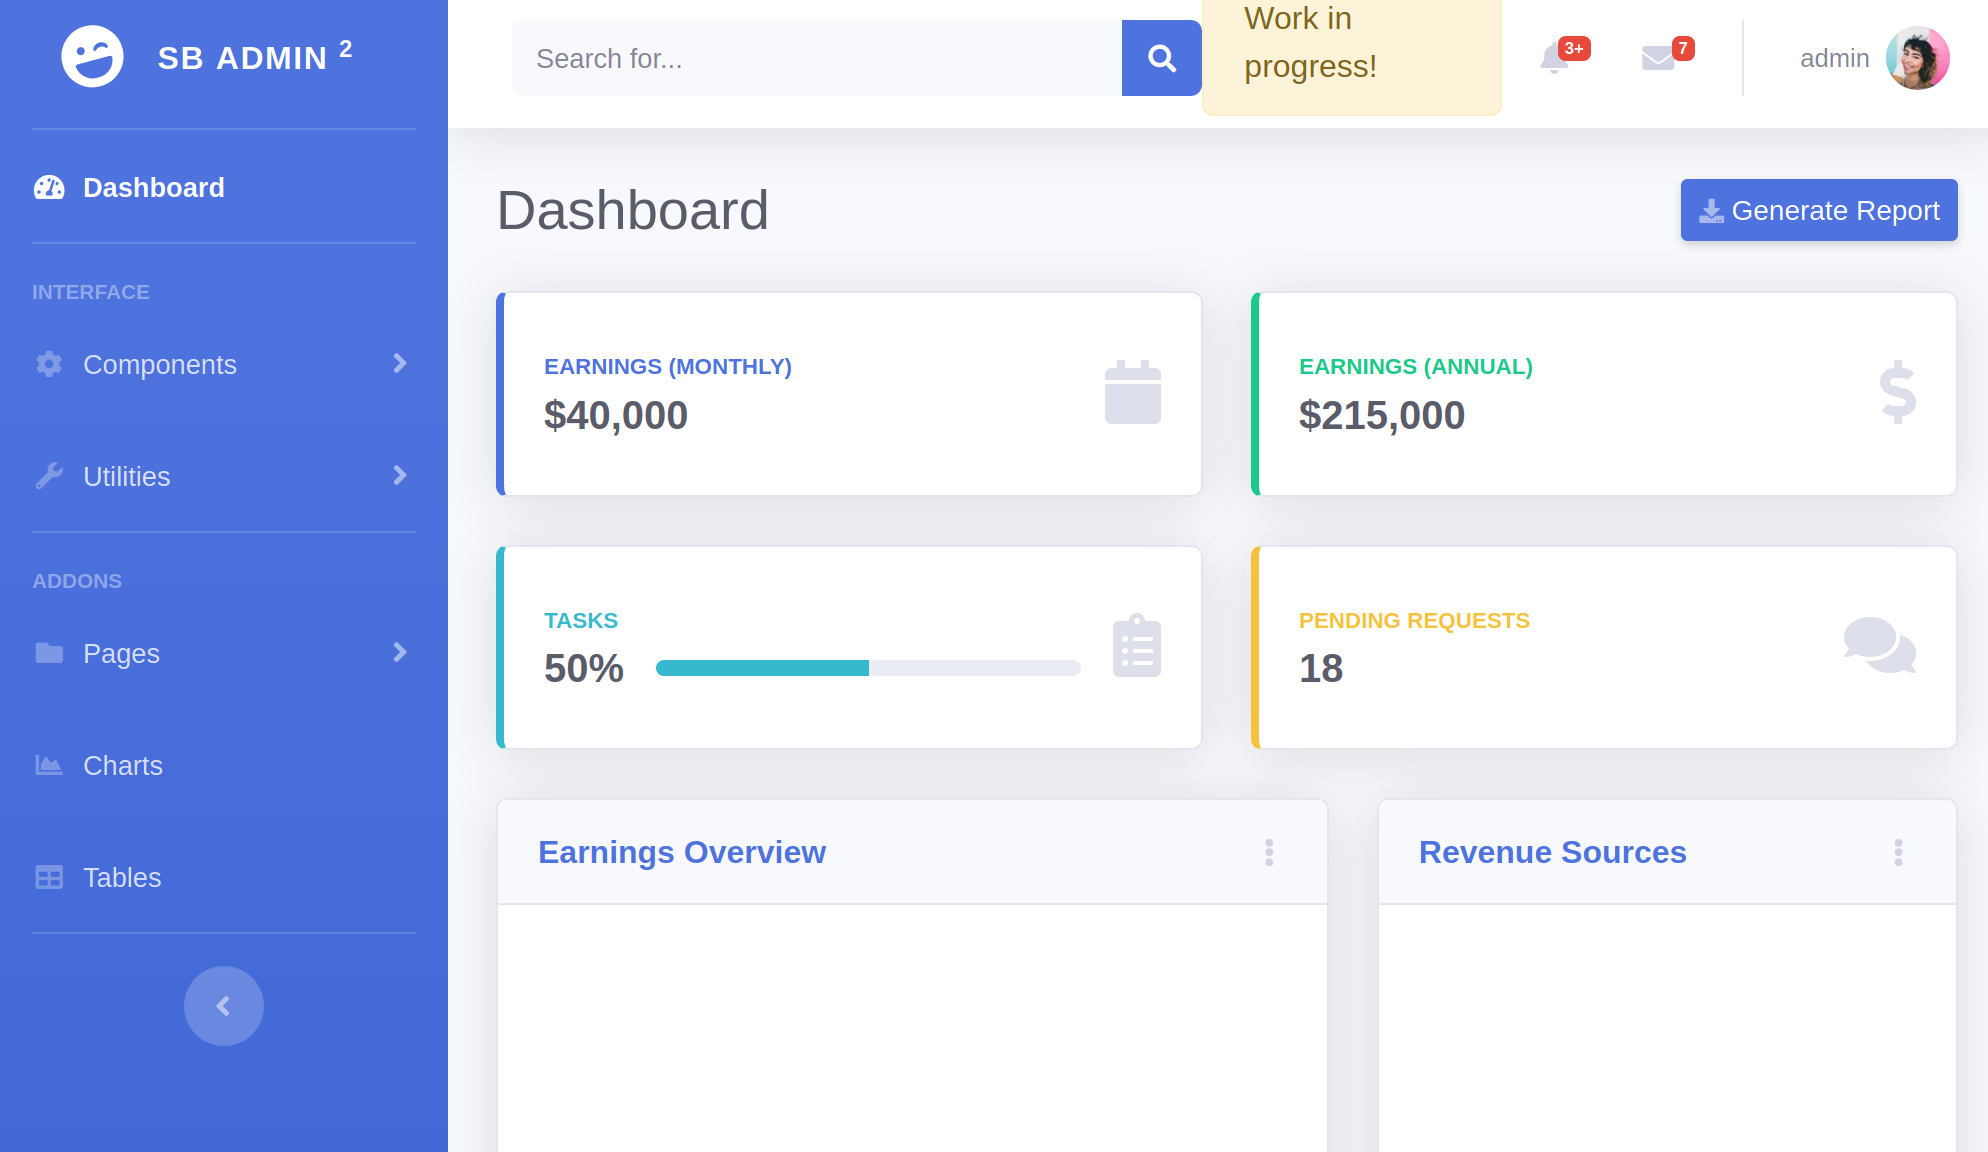 SB ADMIN 2
Dashboard
INTERFACE
Components
Utilities
ADDONS
Pages
Charts
Tables
Search for...
Work in
progress!
3+
7
admin
Dashboard
Generate Report
EARNINGS (MONTHLY)
$40,000
EARNINGS (ANNUAL)
$215,000
TASKS
50%
PENDING REQUESTS
18
Earnings Overview
Revenue Sources